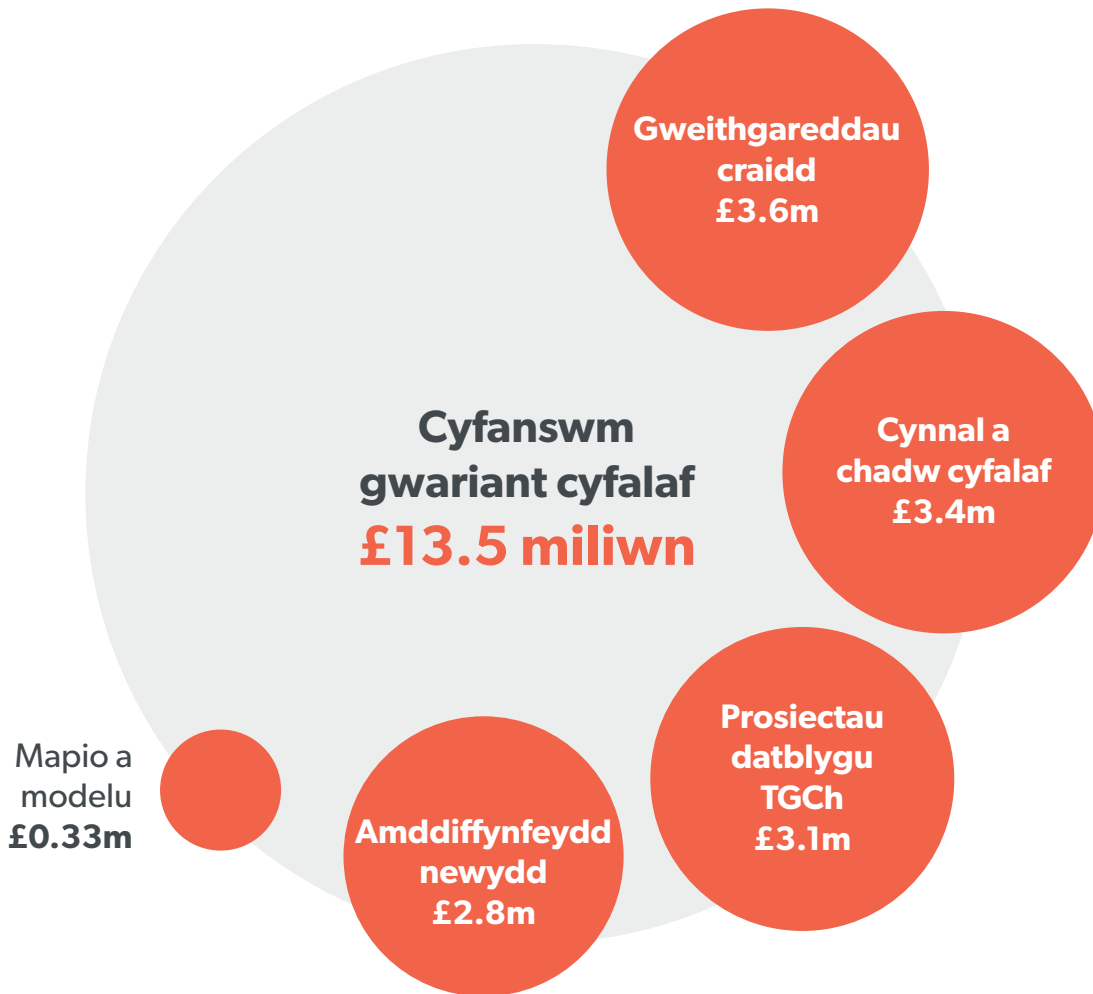 Gweithgareddau
craidd
£3.6m
Cyfanswm
gwariant cyfalaf
£13.5 miliwn
Cynnal a
chadw cyfalaf
£3.4m
Prosiectau
datblygu
TGCh
£3.1m
Amddiffynfeydd
newydd
£2.8m
Mapio a
modelu
£0.33m